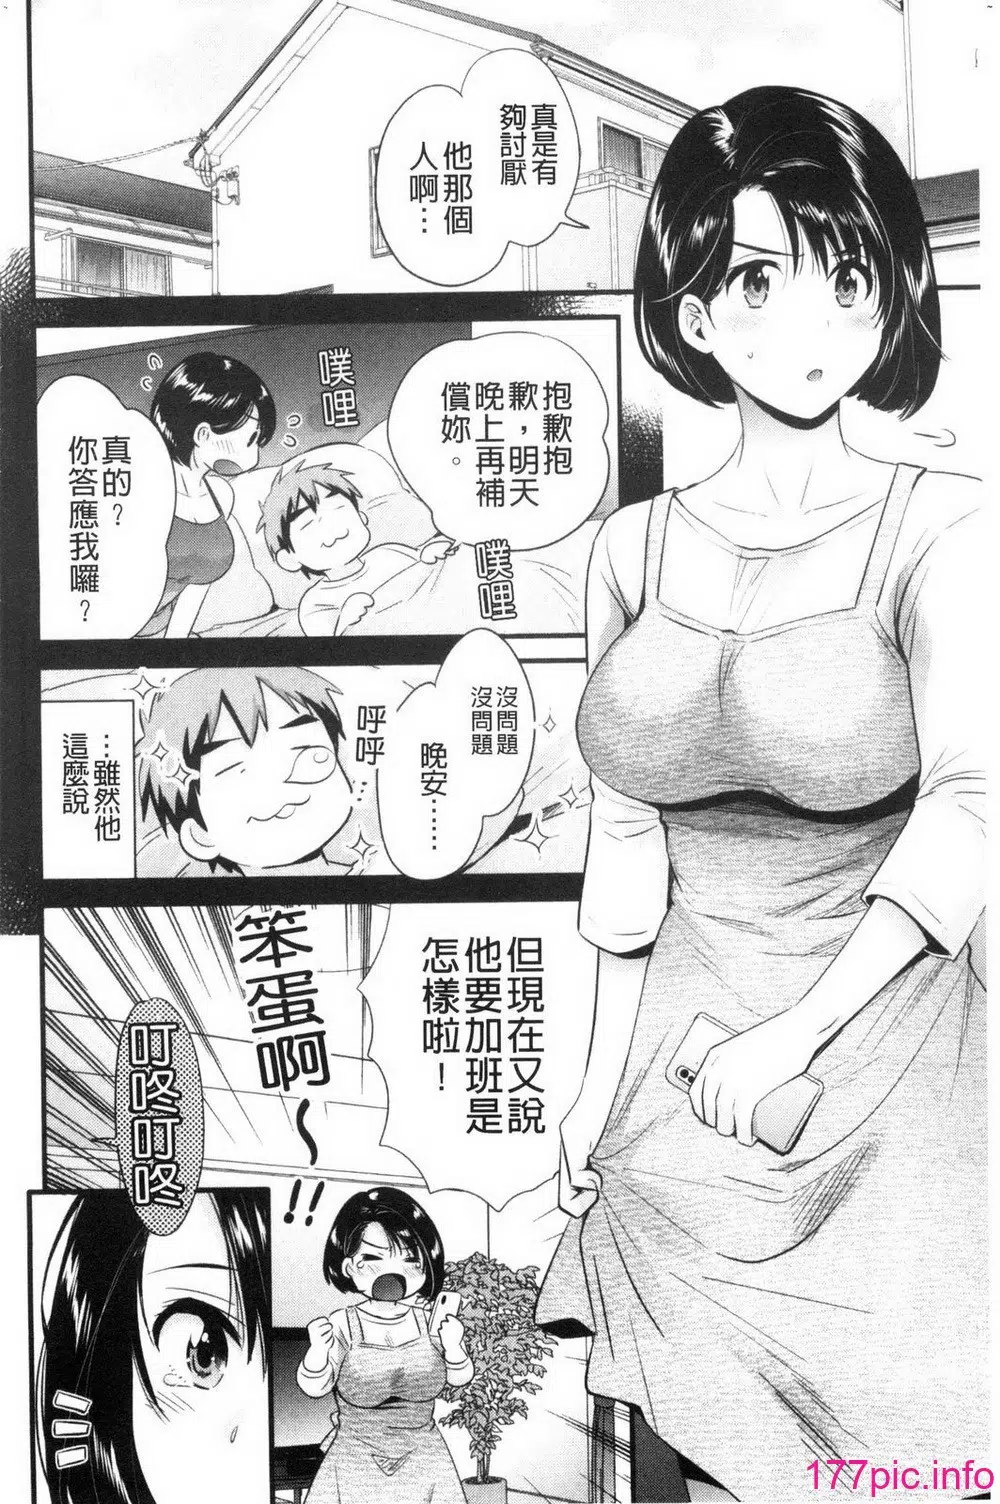 真是有
夠討厭
他那個
人啊…
抱歉抱
歉，明天
晚上再補
償妳。
噗哩
噗哩
真的？
你答應我囉？
沒問題
沒問題
晚安……
呼呼…
…雖然他
這麼說
但現在又說
他要加班是
怎樣啦！
笨蛋啊～!!
叮咚叮咚
177pic.info